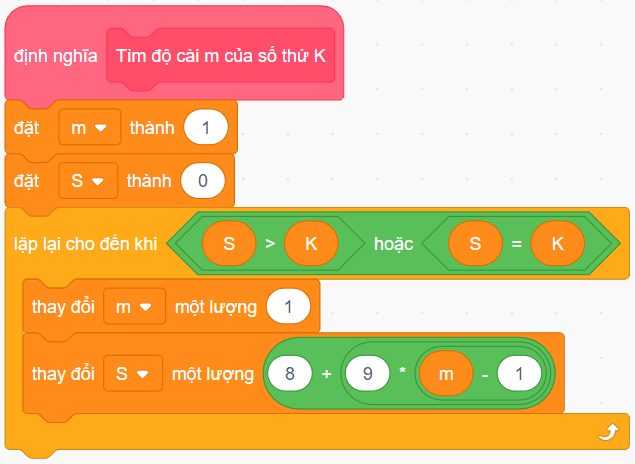 định nghĩa Tìm độ cài m của số thứ K
đặt m thành 1
đặt S thành 0
lặp lại cho đến khi S > K hoặc S = K
thay đổi m một lượng 1
thay đổi S một lượng 8 + 9 * m - 1